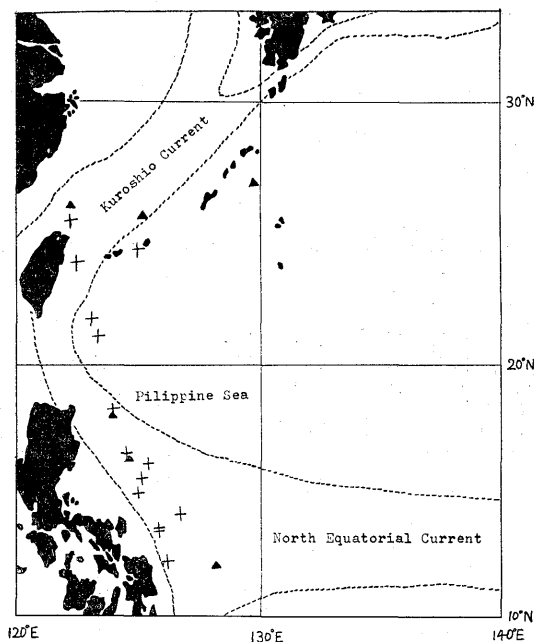 30°N
Kuroshio Current
20°N
Pilippine Sea
North Equatorial Current
10°N
120°E
130°E
140°E